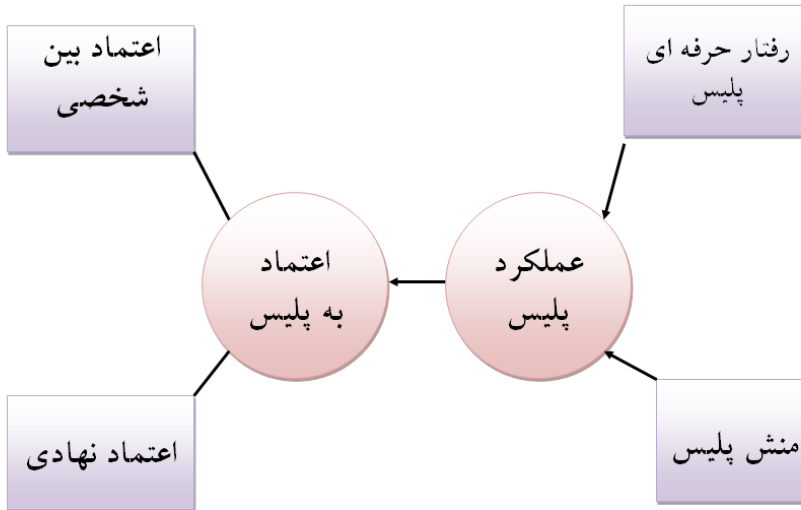 رفتار حرفه ای
پلیس
اعتماد بین
شخصی
عملکرد
پلیس
اعتماد
به پلیس
منش پلیس
اعتماد نهادی